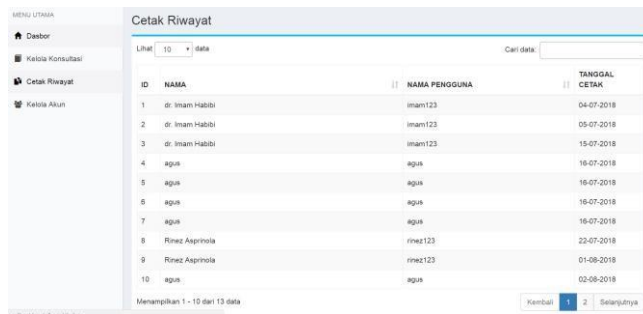 MENU UTAMA
Dasbor
Kelola Konsultasi
Cetak Riwayat
Kelola Akun
Cetak Riwayat
Lihat 10 data
Cari data:
ID NAMA NAMA PENGGUNA TANGGAL CETAK
1 dr. Imam Habibi imam123 04-07-2018
2 dr. Imam Habibi imam123 05-07-2018
3 dr. Imam Habibi imam123 15-07-2018
4 agus agus 16-07-2018
5 agus agus 16-07-2018
6 agus agus 16-07-2018
7 agus agus 16-07-2018
8 Rinez Asprinola rinez123 22-07-2018
9 Rinez Asprinola rinez123 01-08-2018
10 agus agus 02-08-2018
Menampilkan 1 - 10 dari 13 data
Kembali 1 2 Selanjutnya